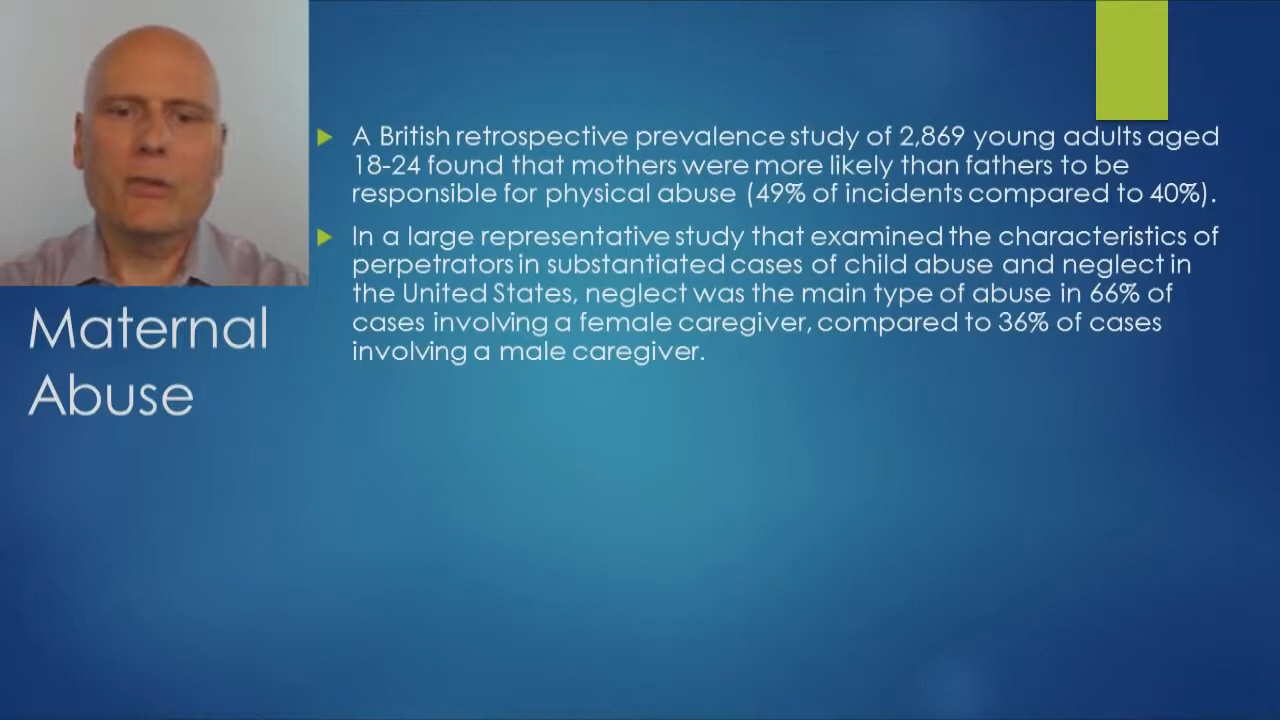 Maternal
Abuse
A British retrospective prevalence study of 2,869 young adults aged
18-24 found that mothers were more likely than fathers to be
responsible for physical abuse (49% of incidents compared to 40%).
In a large representative study that examined the characteristics of
perpetrators in substantiated cases of child abuse and neglect in
the United States, neglect was the main type of abuse in 66% of
cases involving a female caregiver, compared to 36% of cases
involving a male caregiver.